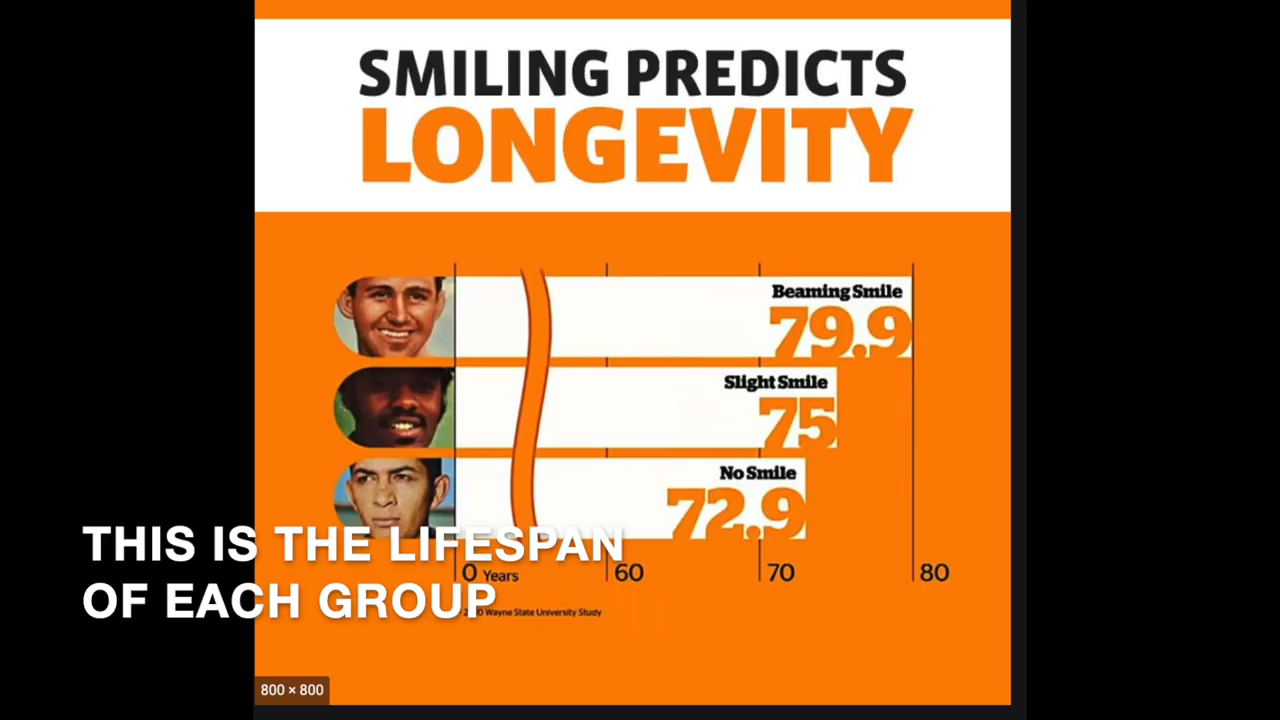 SMILING PREDICTS
LONGEVITY
Beaming Smile
79.9
Slight Smile
75
No Smile
72.9
THIS IS THE LIFESPAN
0 Years 60 70 80
OF EACH GROUP
Wayne State University Study
800 × 800